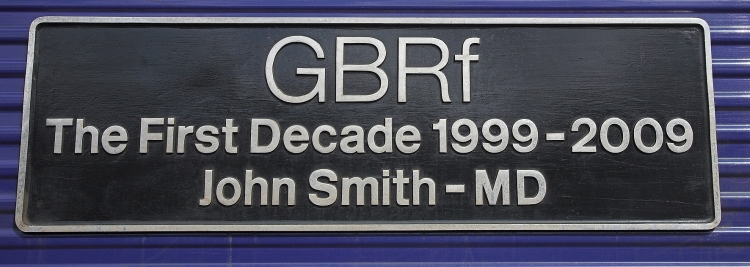 GBRf
The First Decade 1999-2009
John Smith-MD